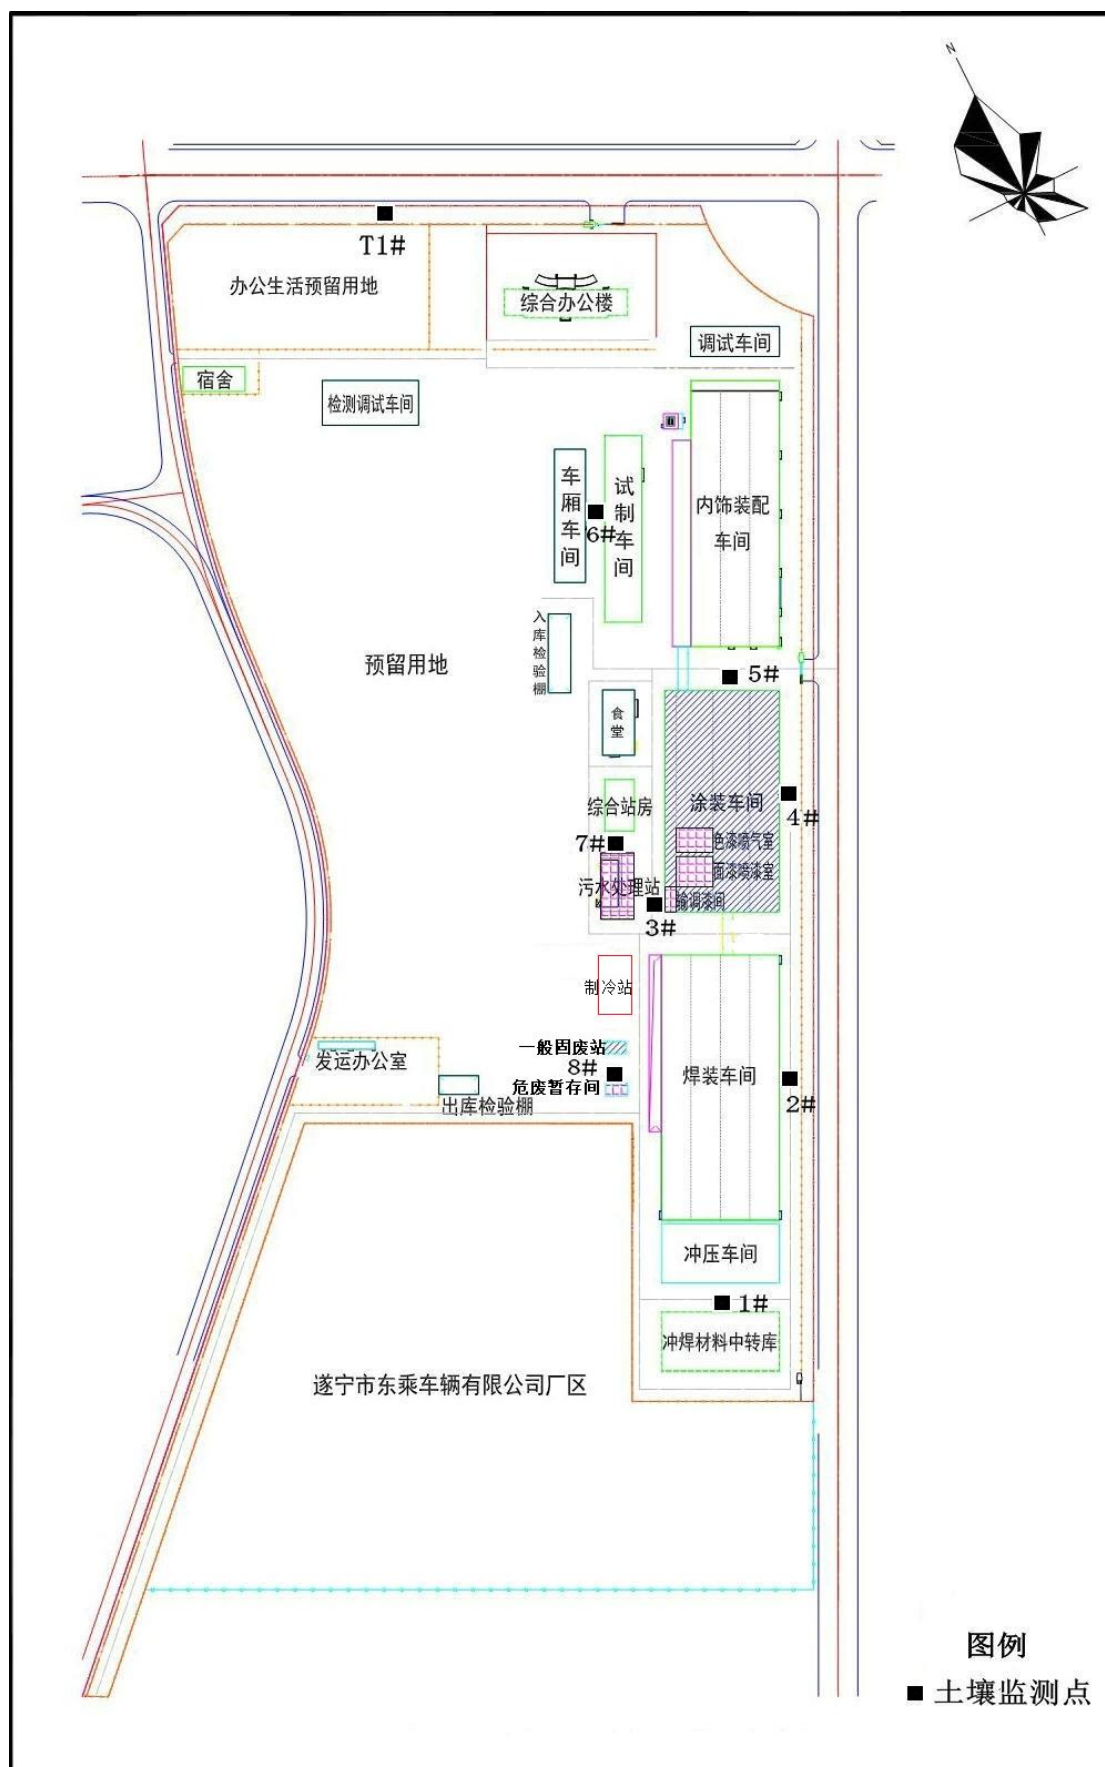 N
T1#
办公生活预留用地
综合办公楼
调试车间
宿舍
检测调试车间
车厢车间
6#
试制车间
内饰装配
车间
入库检验棚
预留用地
5#
食堂
综合站房
涂装车间
4#
7#
色漆喷气室
面漆喷漆室
污水处理站
输调漆间
3#
制冷站
一般固废站
8#
危废暂存间
发运办公室
出库检验棚
焊装车间
2#
冲压车间
1#
冲焊材料中转库
遂宁市东乘车辆有限公司厂区
图例
土壤监测点